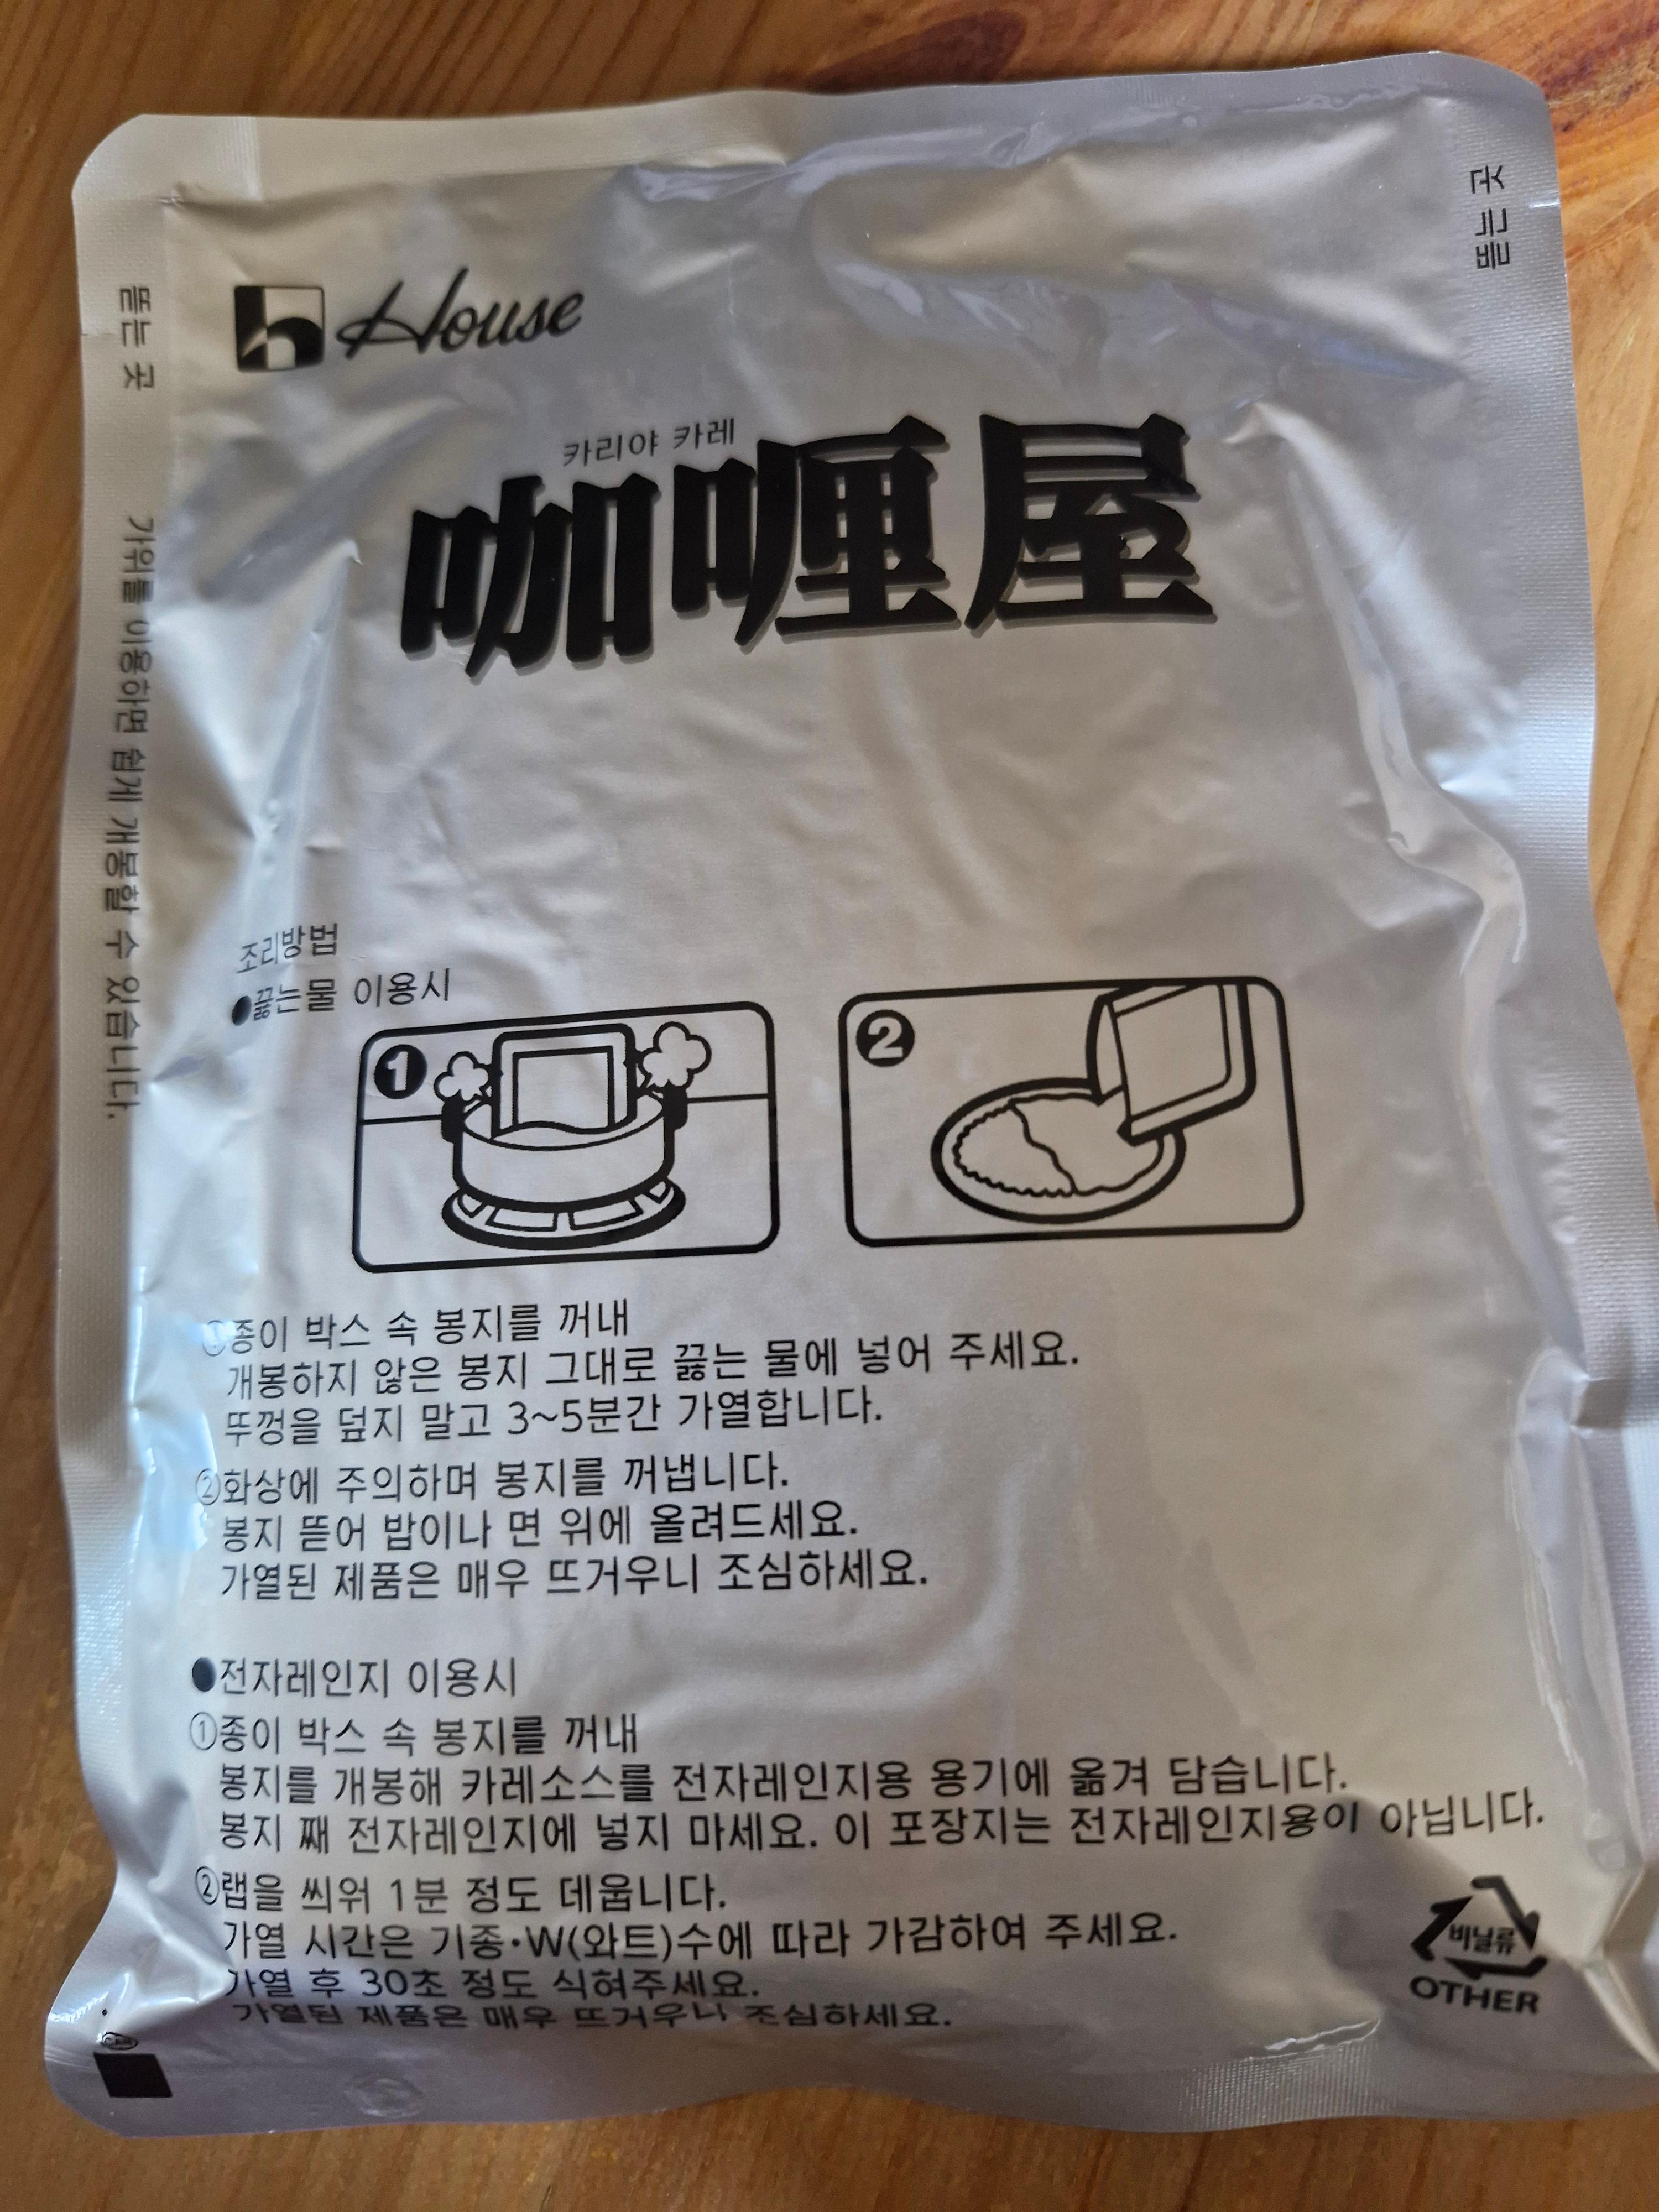 뜯는 곳
House
뜯는 곳
카리야 카레
咖喱屋
가위를 이용하면 쉽게 개봉할 수 있습니다.
조리방법
●끓는물 이용시
1
2
①종이 박스 속 봉지를 꺼내
개봉하지 않은 봉지 그대로 끓는 물에 넣어 주세요.
뚜껑을 덮지 말고 3~5분간 가열합니다.
②화상에 주의하며 봉지를 꺼냅니다.
봉지 뜯어 밥이나 면 위에 올려드세요.
가열된 제품은 매우 뜨거우니 조심하세요.
●전자레인지 이용시
①종이 박스 속 봉지를 꺼내
봉지를 개봉해 카레소스를 전자레인지용 용기에 옮겨 담습니다.
봉지 째 전자레인지에 넣지 마세요. 이 포장지는 전자레인지용이 아닙니다.
②랩을 씌워 1분 정도 데웁니다.
가열 시간은 기종·W(와트)수에 따라 가감하여 주세요.
가열 후 30초 정도 식혀주세요.
가열된 제품은 매우 뜨거우니 조심하세요.
비닐류
OTHER